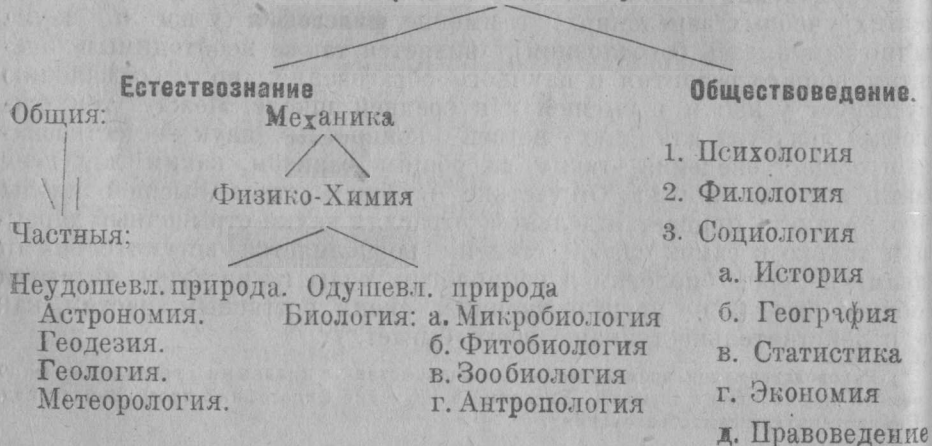 Естествознание
Обществоведение.
Общия:
Механика
1. Психология
Физико-Химия
2. Филология
Частныя:
3. Социология
Неудошевл. природа. Одушевл. природа
а. История
Астрономия. Биология: а. Микробиология
б. География
Геодезия. б. Фитобиология
в. Статистика
Геология. в. Зообиология
г. Экономия
Метеорология. г. Антропология
д. Правоведение